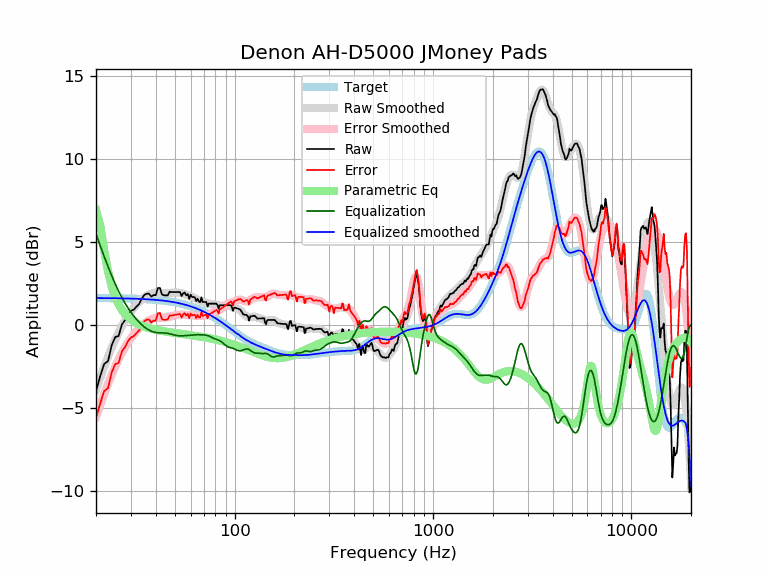 Denon AH-D5000 JMoney Pads
15
10
5
0
−5
−10
Amplitude (dBr)
Target
Raw Smoothed
Error Smoothed
Raw
Error
Parametric Eq
Equalization
Equalized smoothed
100
1000
10000
Frequency (Hz)